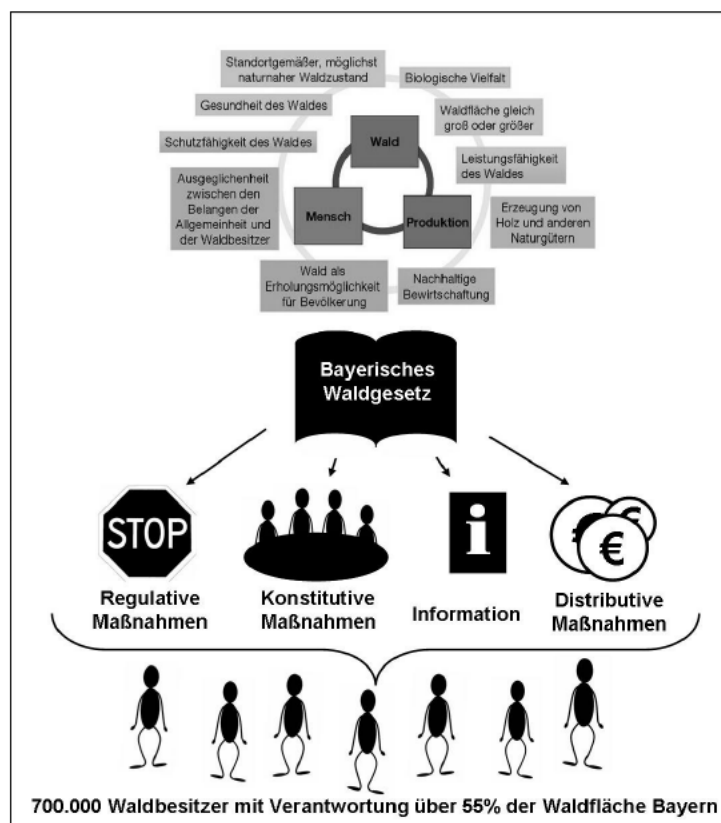 Standortgemäßer, möglichst
naturnaher Waldzustand
Biologische Vielfalt
Gesundheit des Waldes
Waldfläche gleich
groß oder größer
Schutzfähigkeit des Waldes
Wald
Leistungsfähigkeit
des Waldes
Ausgeglichenheit
zwischen den
Belangen der
Allgemeinheit und
der Waldbesitzer
Mensch
Produktion
Erzeugung von
Holz und anderen
Naturgütern
Wald als
Erholungsmöglichkeit
für Bevölkerung
Nachhaltige
Bewirtschaftung
Bayerisches
Waldgesetz
STOP
i
€
€
€
Regulative
Maßnahmen
Konstitutive
Maßnahmen
Information
Distributive
Maßnahmen
700.000 Waldbesitzer mit Verantwortung über 55% der Waldfläche Bayern